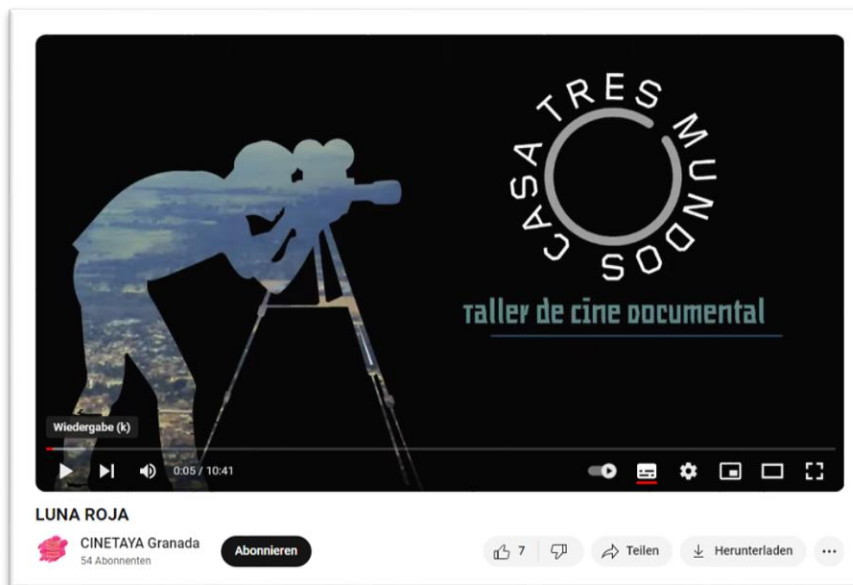 CASA TRES MUNDOS
Taller de cine documental
Wiedergabe (k)
0:05 / 10:41
LUNA ROJA
CINETAYA Granada
54 Abonnenten
Abonnieren
7
Teilen
Herunterladen